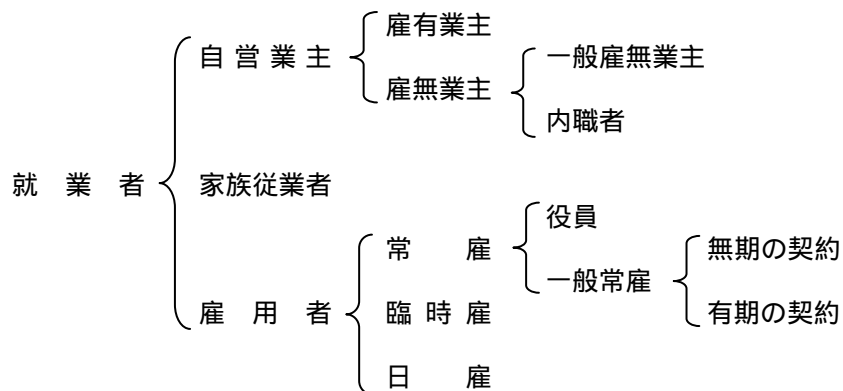 雇有業主
自営業主
一般雇無業主
雇無業主
内職者
就業者
家族従業者
役員
常雇
無期の契約
一般常雇
雇用者
臨時雇
有期の契約
日雇